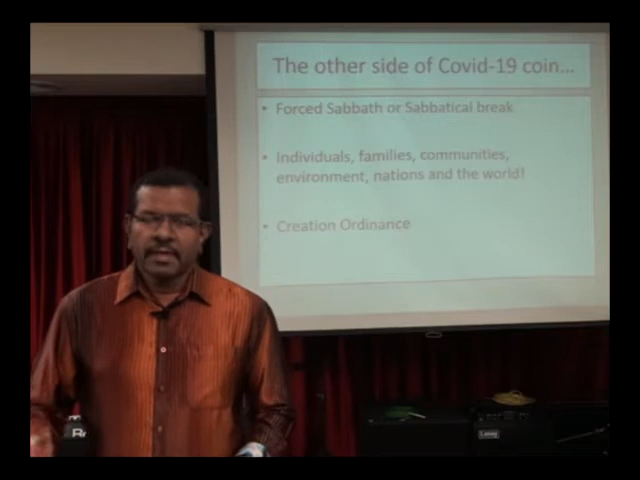 The other side of Covid-19 coin...
• Forced Sabbath or Sabbatical break
• Individuals, families, communities,
environment, nations and the world!
• Creation Ordinance
Laney